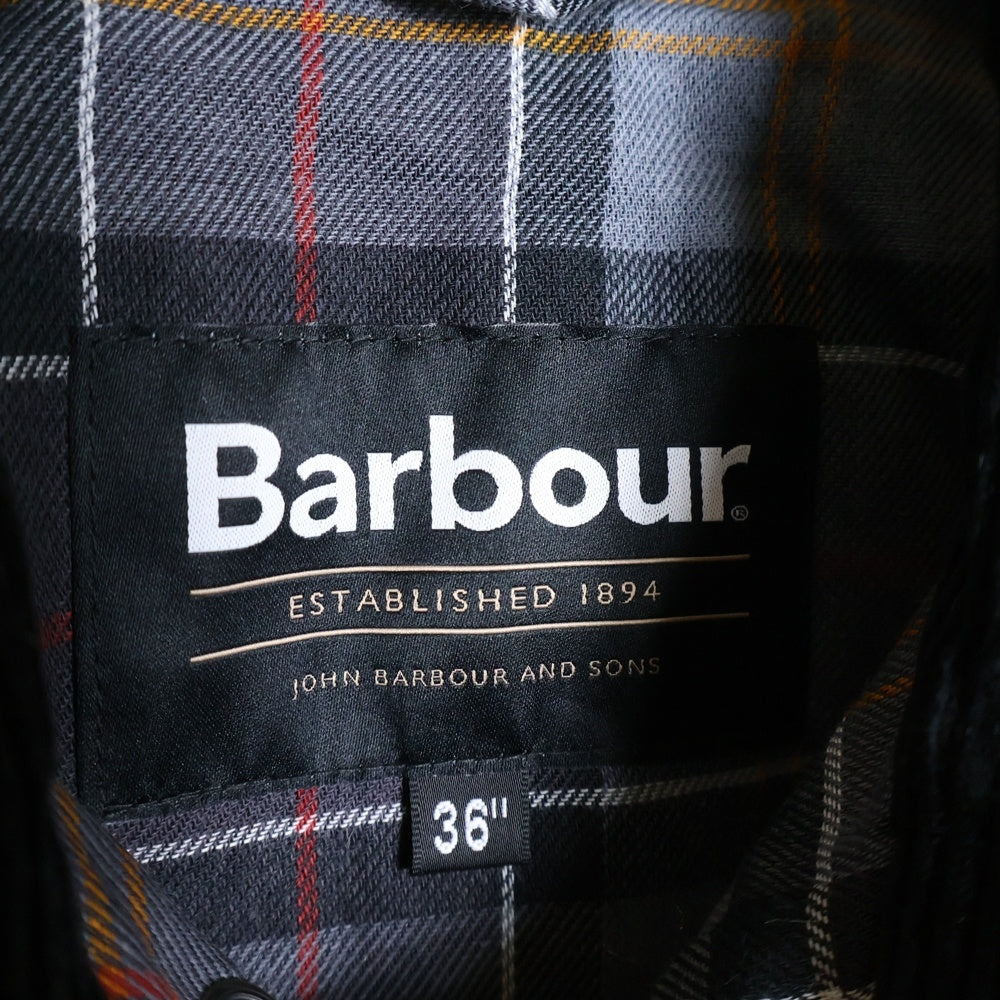 Barbour®
ESTABLISHED 1894
JOHN BARBOUR AND SONS
36"